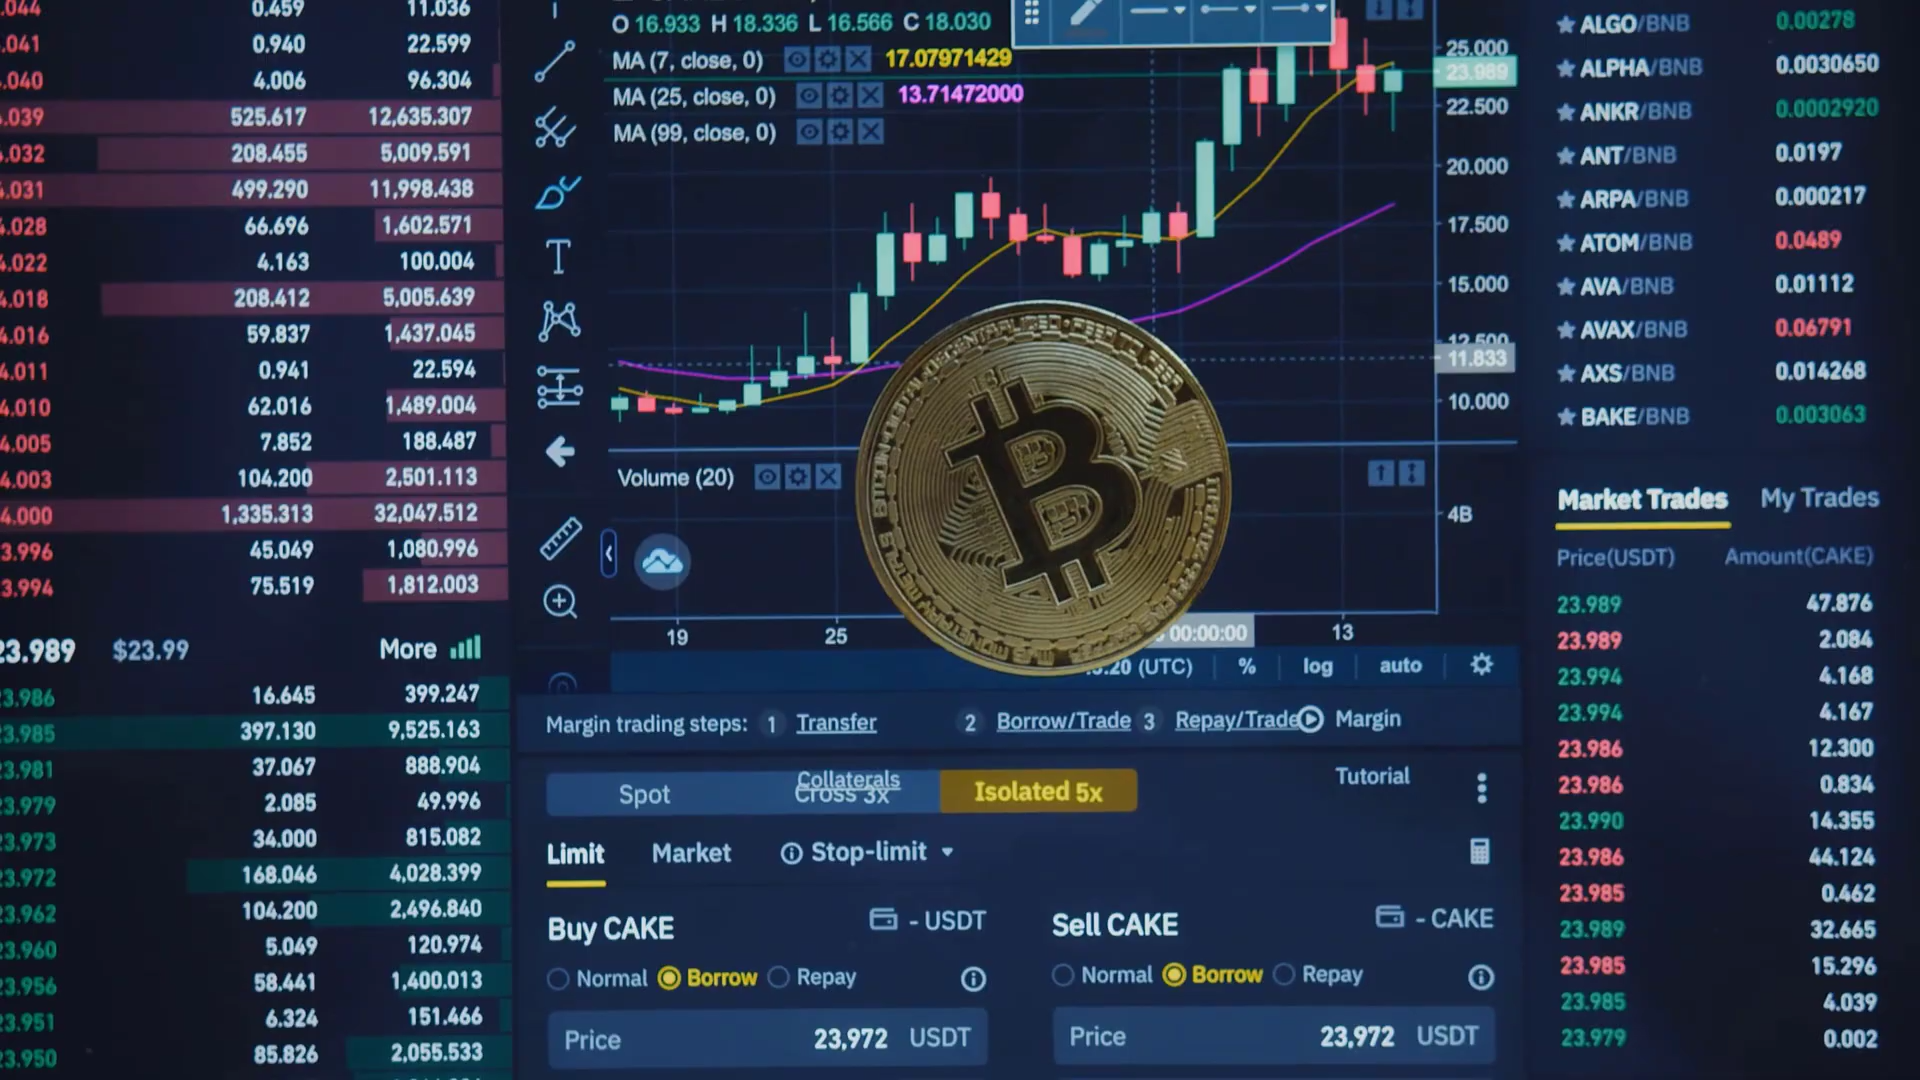 .044 0.459 11.036
.041 0.940 22.599
.040 4.006 96.304
.039 525.617 12,635.307
.032 208.455 5,009.591
.031 499.290 11,998.438
.028 66.696 1,602.571
.022 4.163 100.004
.018 208.412 5,005.639
.016 59.837 1,437.045
.011 0.941 22.594
4.010 62.016 1,489.004
.005 7.852 188.487
4.003 104.200 2,501.113
4.000 1,335.313 32,047.512
3.996 45.049 1,080.996
3.994 75.519 1,812.003
23.989 $23.99 More
3.986 16.645 399.247
3.985 397.130 9,525.163
3.981 37.067 888.904
3.979 2.085 49.996
3.973 34.000 815.082
3.972 168.046 4,028.399
3.962 104.200 2,496.840
3.960 5.049 120.974
3.956 58.441 1,400.013
3.951 6.324 151.466
3.950 85.826 2,055.533
O 16.933 H 18.336 L 16.566 C 18.030
MA (7, close, 0) 17.07971429
MA (25, close, 0) 13.71472000
MA (99, close, 0)
25.000
23.989
22.500
20.000
17.500
15.000
12.500
11.833
10.000
Volume (20)
4B
19 25 00:00:00 13
.20 (UTC) % log auto
Margin trading steps: 1 Transfer 2 Borrow/Trade 3 Repay/Trade Margin
Collaterals Tutorial
Spot Cross 3x Isolated 5x
Limit Market Stop-limit
Buy CAKE - USDT
Normal Borrow Repay
Price 23,972 USDT
Sell CAKE - CAKE
Normal Borrow Repay
Price 23,972 USDT
ALGO/BNB 0.00278
ALPHA/BNB 0.0030650
ANKR/BNB 0.0002920
ANT/BNB 0.0197
ARPA/BNB 0.000217
ATOM/BNB 0.0489
AVA/BNB 0.01112
AVAX/BNB 0.06791
AXS/BNB 0.014268
BAKE/BNB 0.003063
Market Trades My Trades
Price(USDT) Amount(CAKE)
23.989 47.876
23.989 2.084
23.994 4.168
23.994 4.167
23.986 12.300
23.986 0.834
23.990 14.355
23.986 44.124
23.985 0.462
23.989 32.665
23.985 15.296
23.985 4.039
23.979 0.002